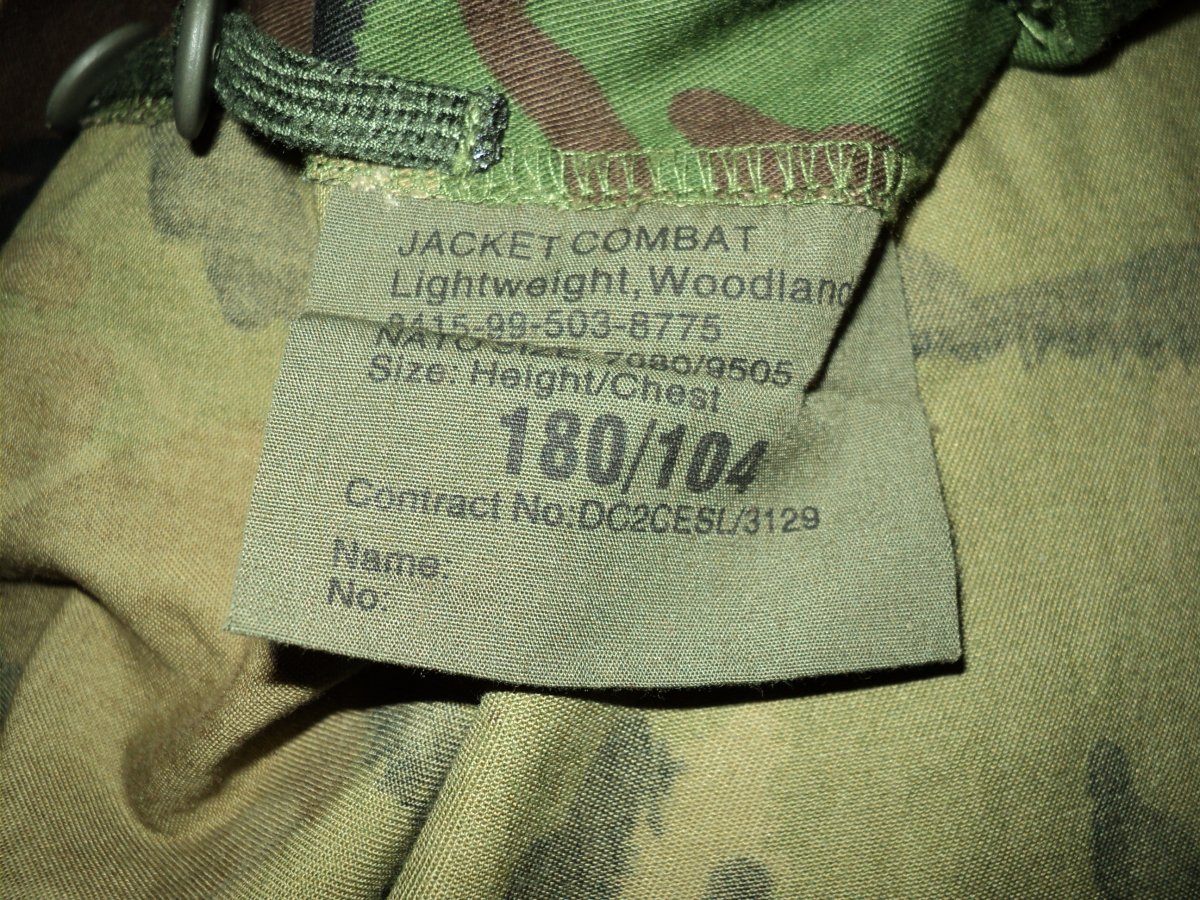 JACKET COMBAT
Lightweight, Woodland
8415-99-503-8775
NATO SIZE: 7080/9505
Size: Height/Chest
180/104
Contract No: DC2CESL/3129
Name:
No: